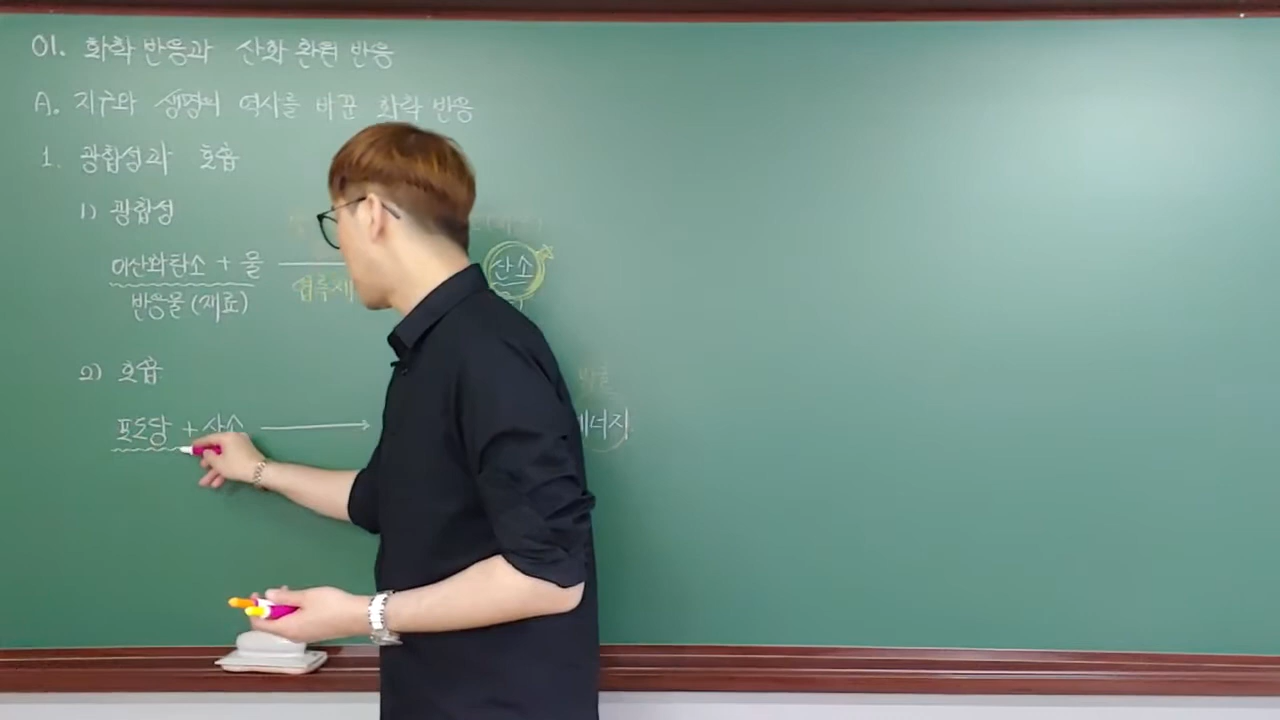 01. 화학 반응과 산화 환원 반응
A. 지구와 생명의 역사를 바꾼 화학 반응
1. 광합성과 호흡
1) 광합성
이산화탄소 + 물 산소
엽록체
반응물 (재료)
2) 호흡
포도당 + 산소 → 에너지